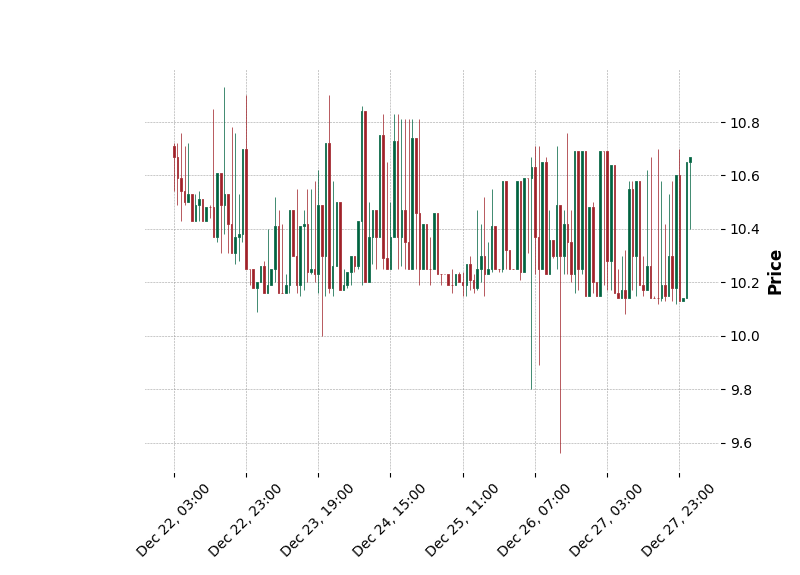 10.8
10.6
10.4
10.2
10.0
9.8
9.6
Price
Dec 22, 03:00
Dec 22, 23:00
Dec 23, 19:00
Dec 24, 15:00
Dec 25, 11:00
Dec 26, 07:00
Dec 27, 03:00
Dec 27, 23:00